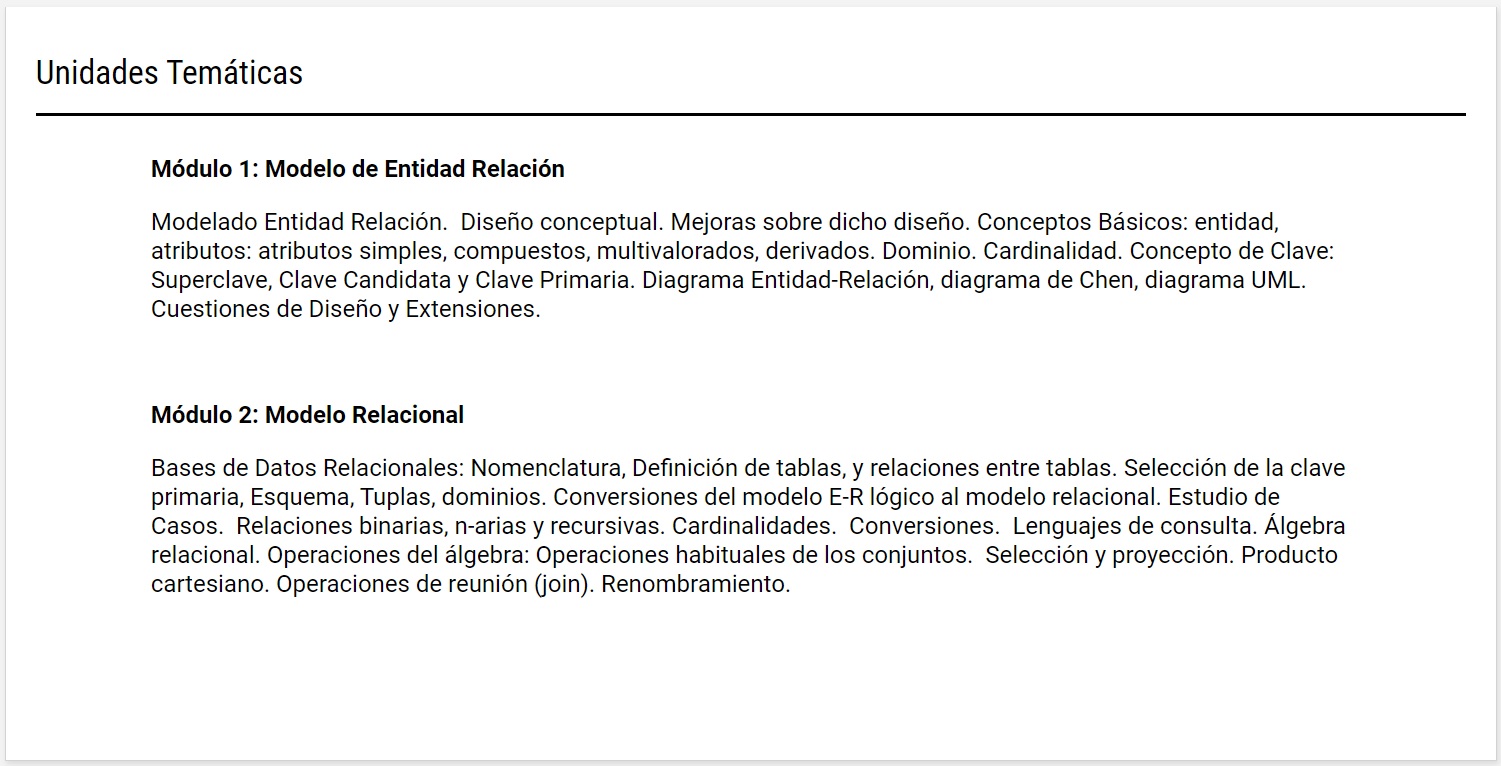 Unidades Temáticas
Módulo 1: Modelo de Entidad Relación
Modelado Entidad Relación.  Diseño conceptual. Mejoras sobre dicho diseño. Conceptos Básicos: entidad,
atributos: atributos simples, compuestos, multivalorados, derivados. Dominio. Cardinalidad. Concepto de Clave:
Superclave, Clave Candidata y Clave Primaria. Diagrama Entidad-Relación, diagrama de Chen, diagrama UML.
Cuestiones de Diseño y Extensiones.
Módulo 2: Modelo Relacional
Bases de Datos Relacionales: Nomenclatura, Definición de tablas, y relaciones entre tablas. Selección de la clave
primaria, Esquema, Tuplas, dominios. Conversiones del modelo E-R lógico al modelo relacional. Estudio de
Casos.  Relaciones binarias, n-arias y recursivas. Cardinalidades.  Conversiones.  Lenguajes de consulta. Álgebra
relacional. Operaciones del álgebra: Operaciones habituales de los conjuntos.  Selección y proyección. Producto
cartesiano. Operaciones de reunión (join). Renombramiento.